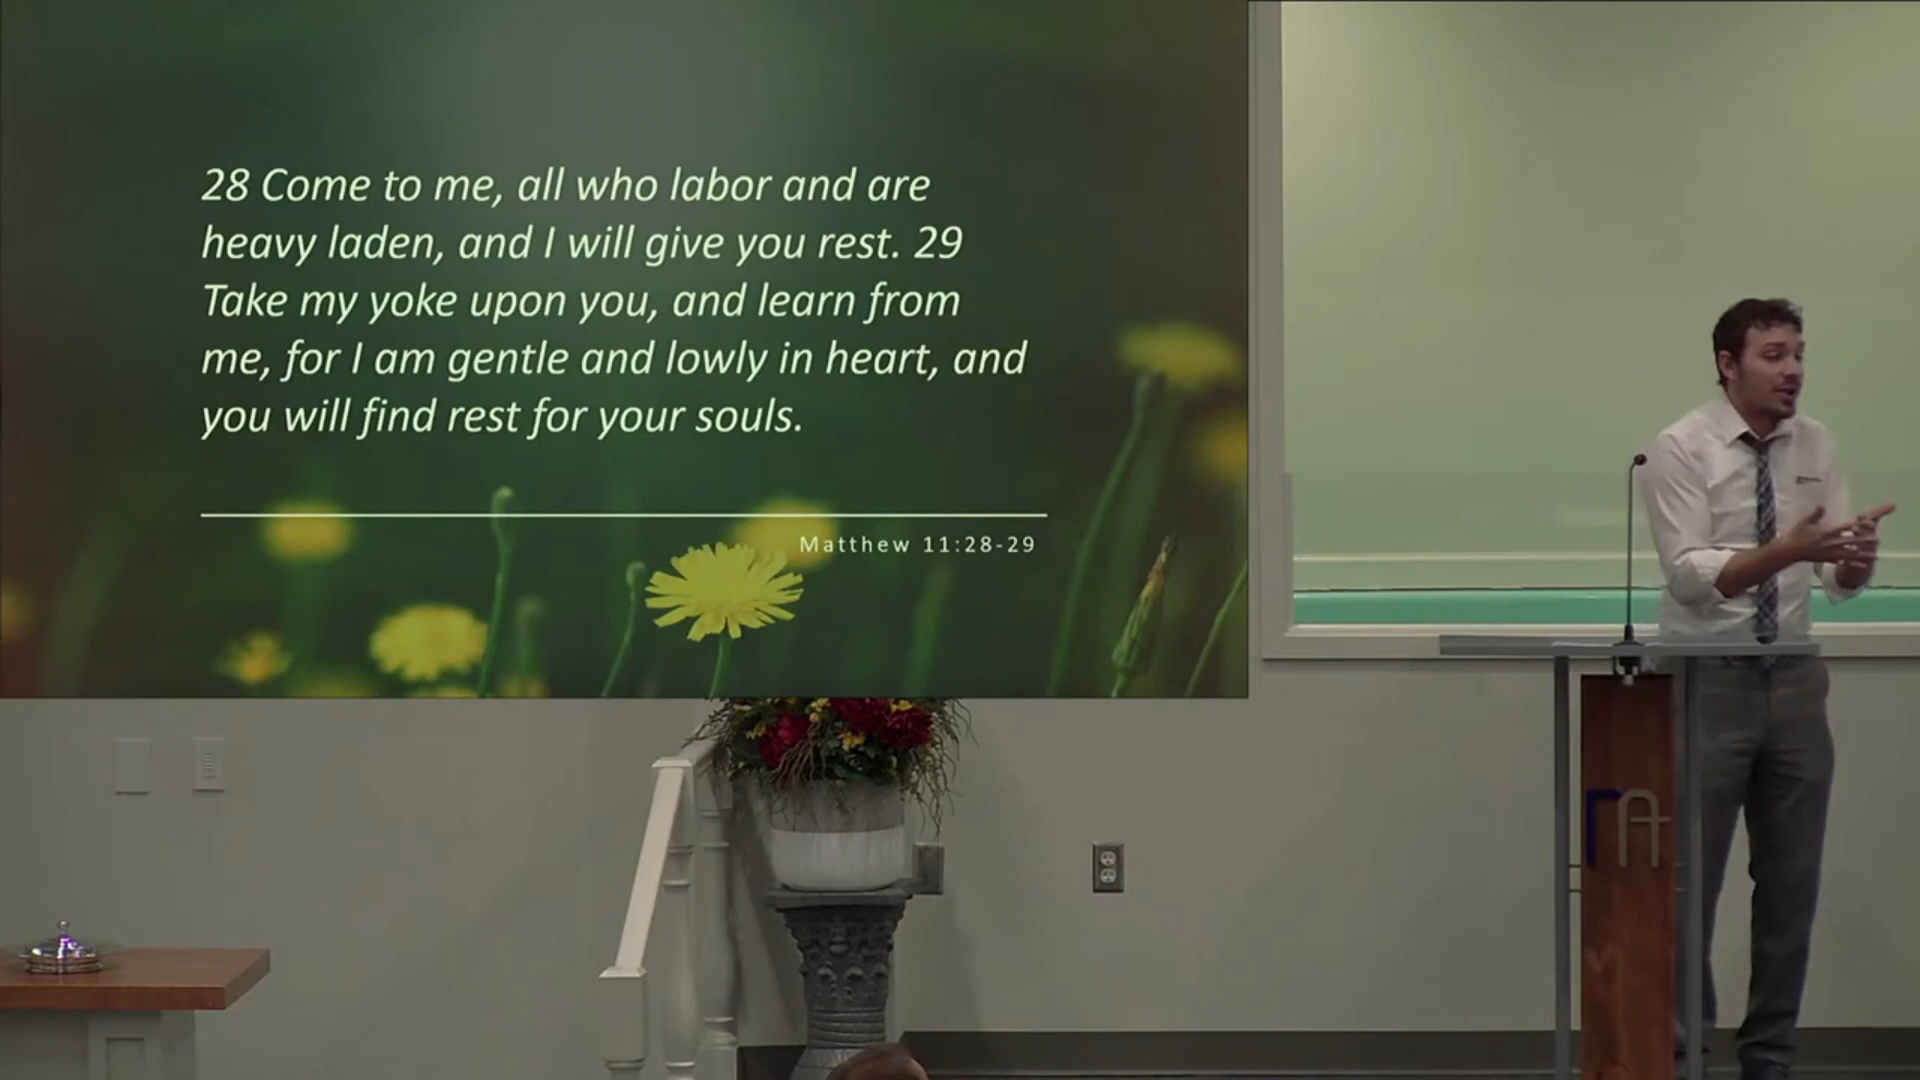 28 Come to me, all who labor and are
heavy laden, and I will give you rest. 29
Take my yoke upon you, and learn from
me, for I am gentle and lowly in heart, and
you will find rest for your souls.
Matthew 11:28-29